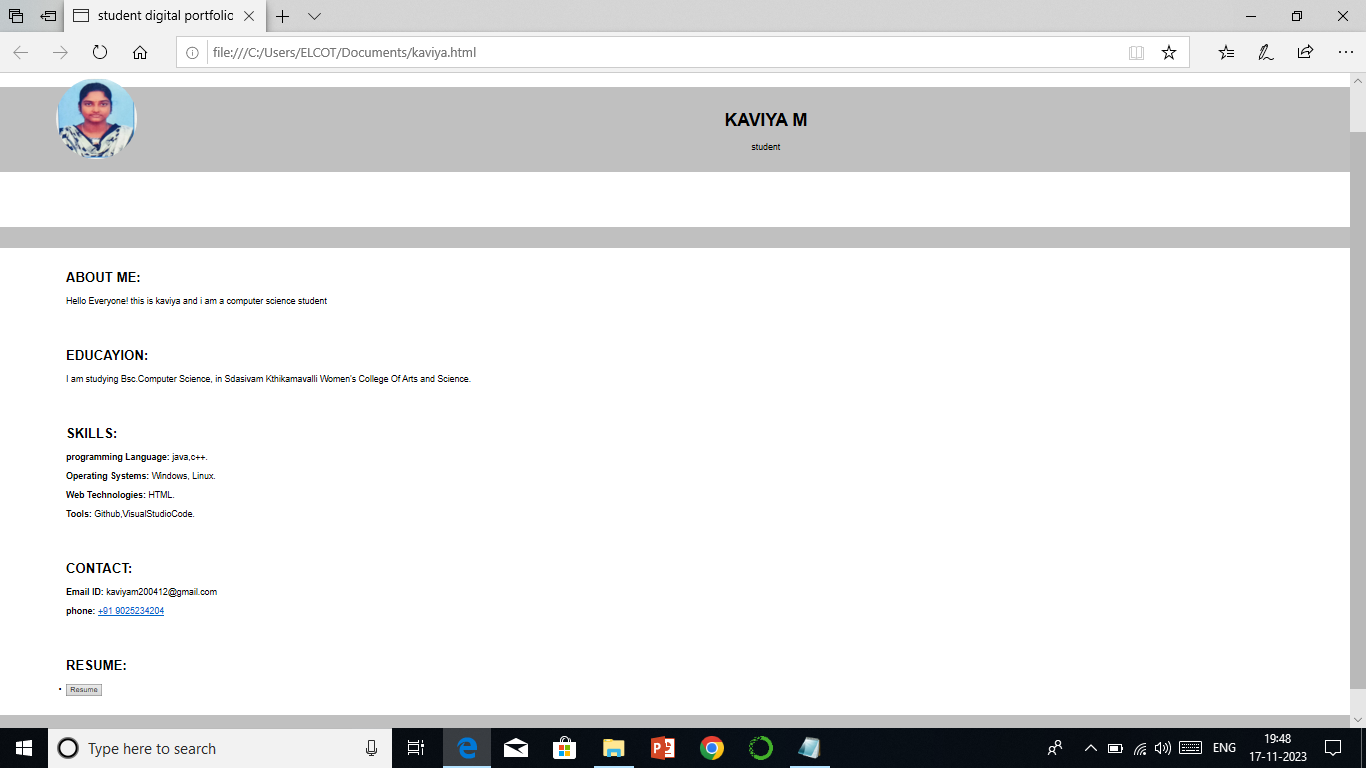 student digital portfolio
file:///C:/Users/ELCOT/Documents/kaviya.html
KAVIYA M
student
ABOUT ME:
Hello Everyone! this is kaviya and i am a computer science student
EDUCAYION:
I am studying Bsc.Computer Science, in Sdasivam Kthikamavalli Women's College Of Arts and Science.
SKILLS:
programming Language: java,c++.
Operating Systems: Windows, Linux.
Web Technologies: HTML.
Tools: Github,VisualStudioCode.
CONTACT:
Email ID: kaviyam200412@gmail.com
phone: +91 9025234204
RESUME:
Resume
Type here to search
ENG
19:48
17-11-2023